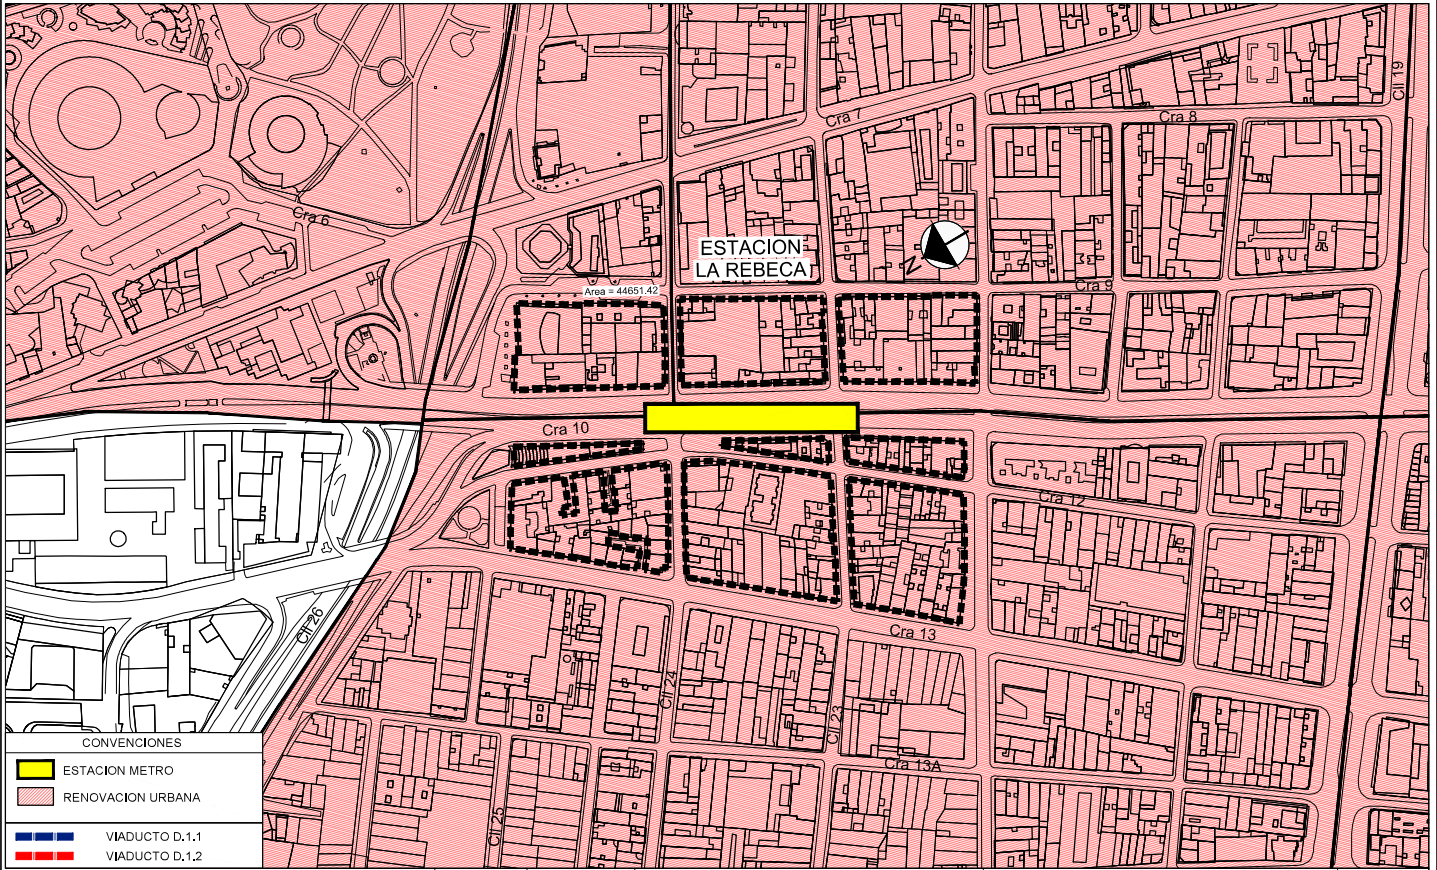 Cll 19
Cra 7
Cra 8
Cra 6
ESTACION
LA REBECA
N
Cra 9
Area = 44651.42
Cra 10
Cra 12
Cll 26
Cra 13
Cll 24
Cll 23
Cra 13A
Cll 25
CONVENCIONES
ESTACION METRO
RENOVACION URBANA
VIADUCTO D.1.1
VIADUCTO D.1.2